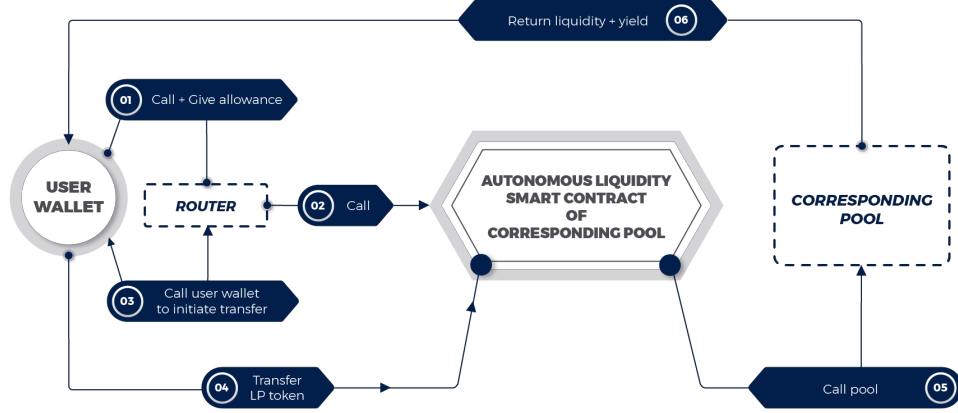 Return liquidity + yield 06
01 Call + Give allowance
USER
WALLET
ROUTER
02 Call
AUTONOMOUS LIQUIDITY
SMART CONTRACT
OF
CORRESPONDING POOL
CORRESPONDING
POOL
03 Call user wallet
to initiate transfer
04 Transfer
LP token
Call pool 05